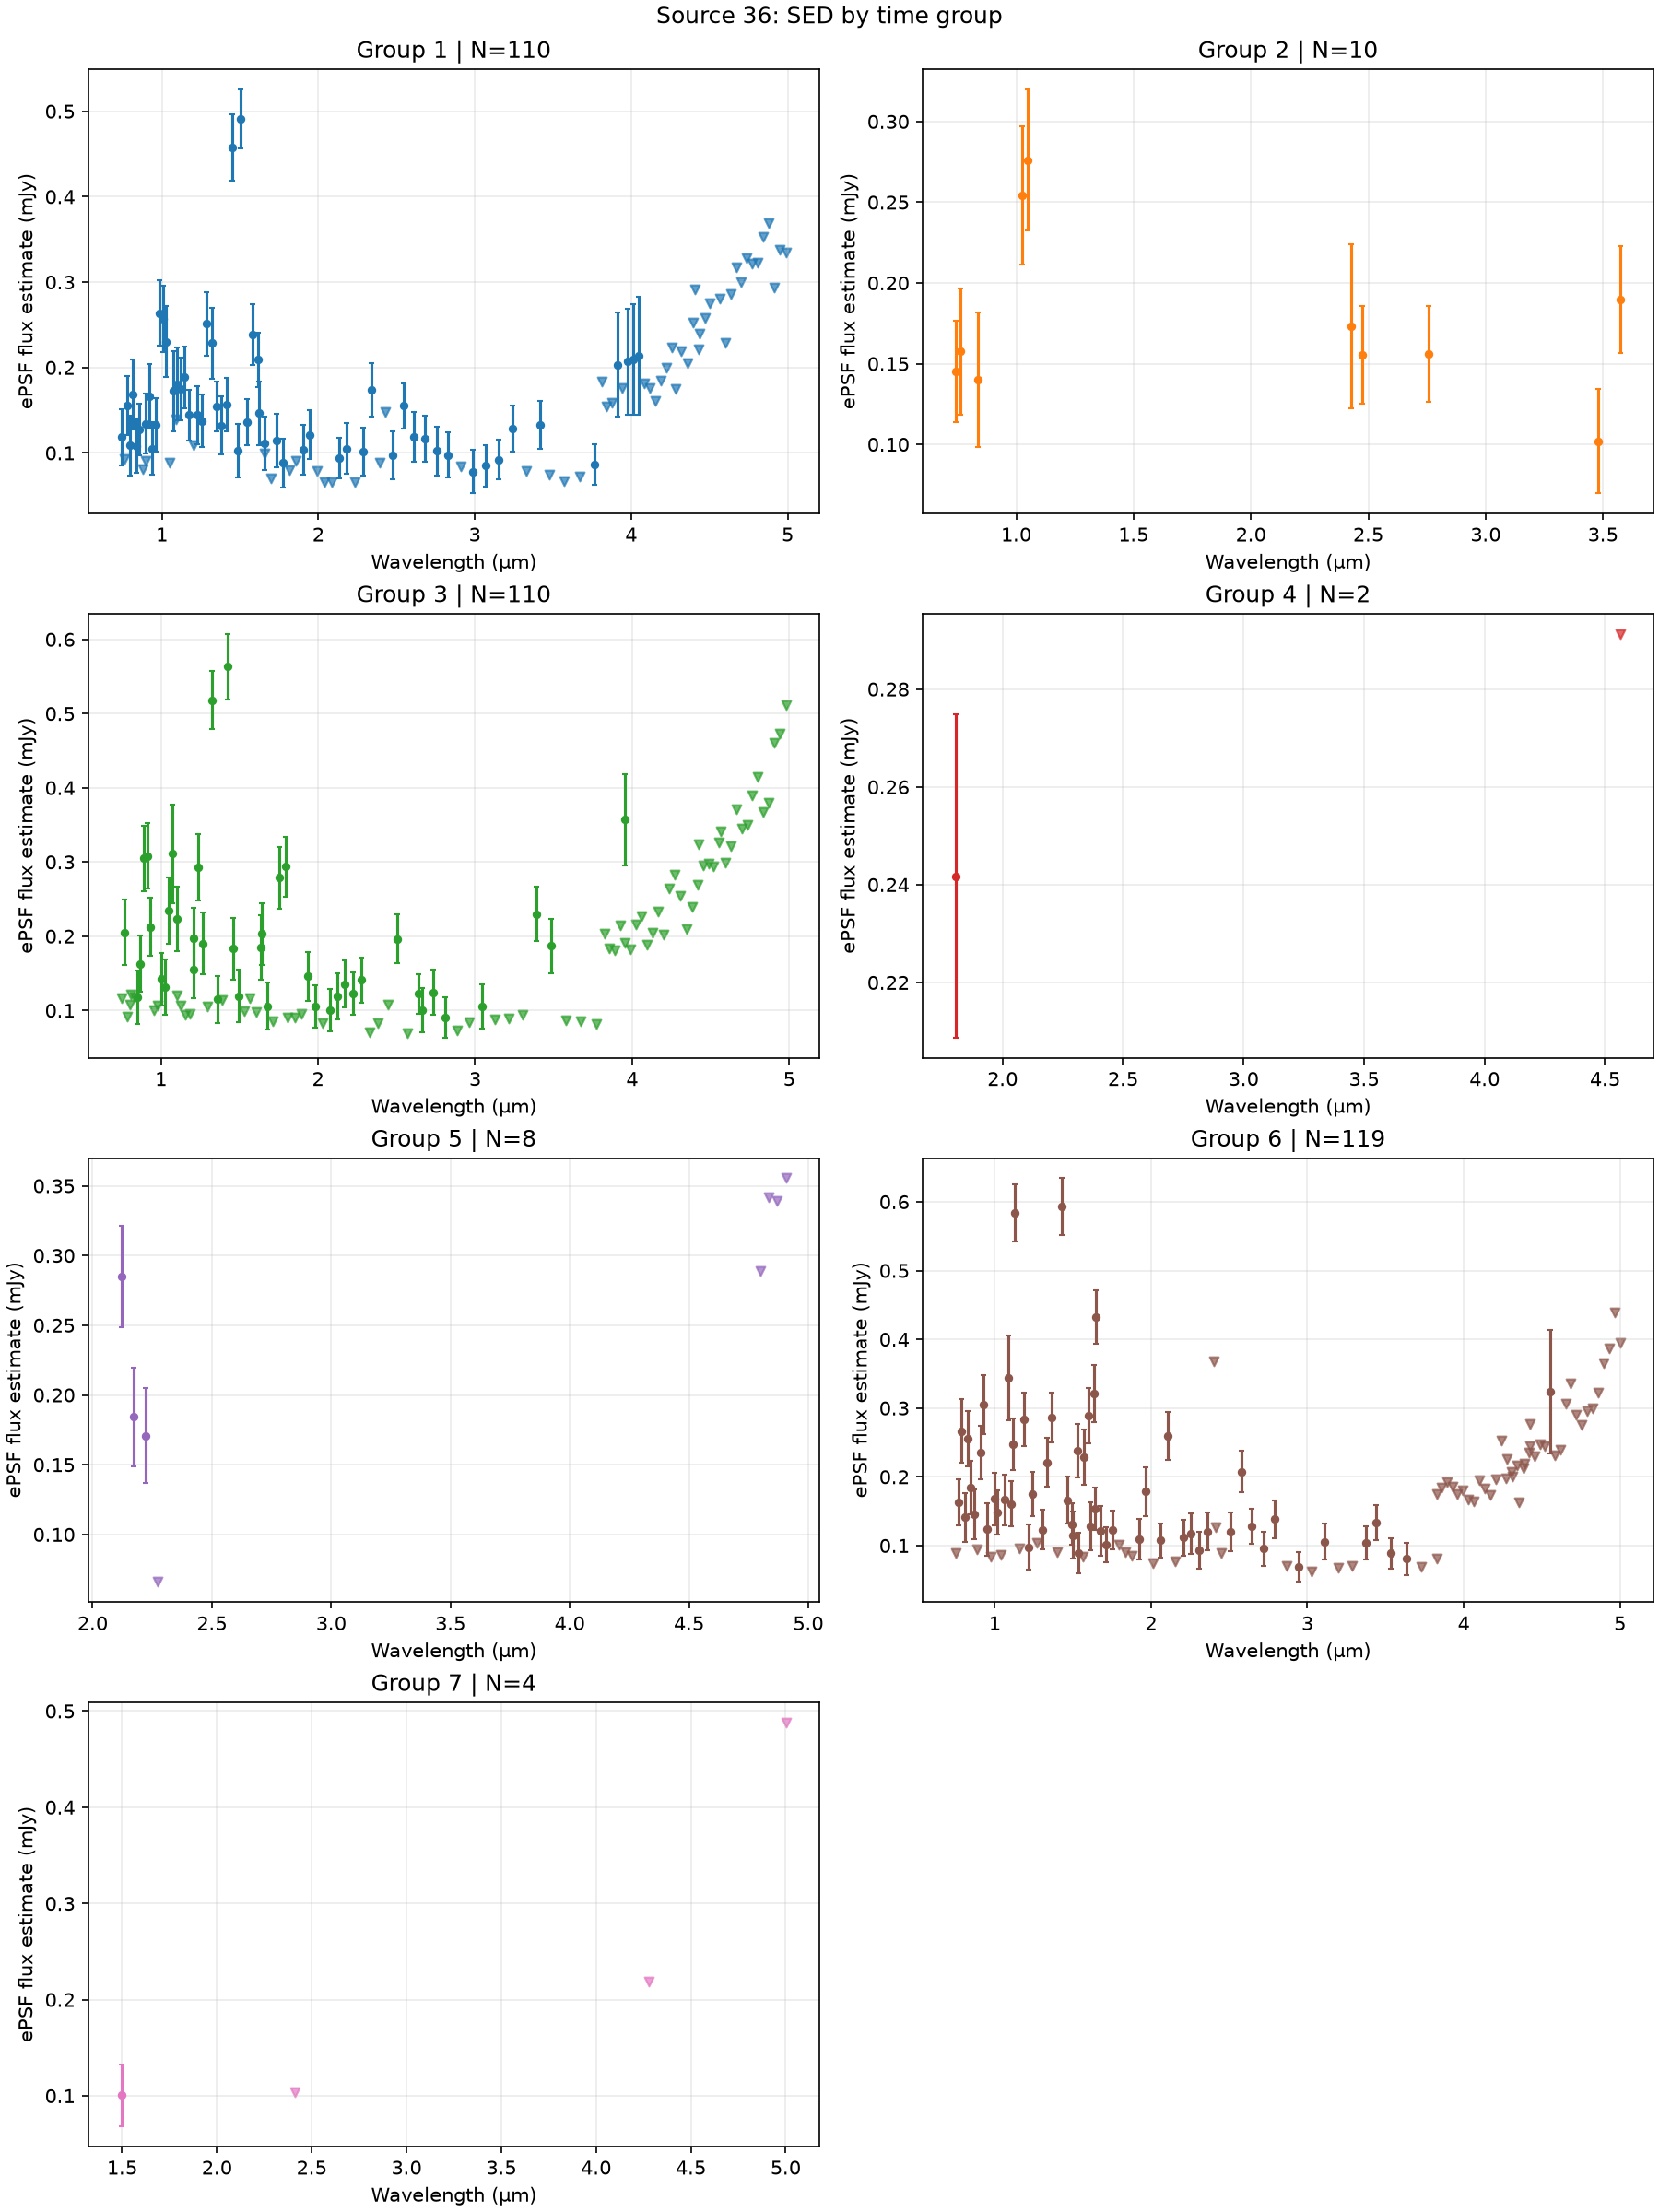 Source 36: SED by time group
Group 1 | N=110
ePSF flux estimate (mJy)
0.5
0.4
0.3
0.2
0.1
1 2 3 4 5
Wavelength (μm)
Group 2 | N=10
ePSF flux estimate (mJy)
0.30
0.25
0.20
0.15
0.10
1.0 1.5 2.0 2.5 3.0 3.5
Wavelength (μm)
Group 3 | N=110
ePSF flux estimate (mJy)
0.6
0.5
0.4
0.3
0.2
0.1
1 2 3 4 5
Wavelength (μm)
Group 4 | N=2
ePSF flux estimate (mJy)
0.28
0.26
0.24
0.22
2.0 2.5 3.0 3.5 4.0 4.5
Wavelength (μm)
Group 5 | N=8
ePSF flux estimate (mJy)
0.35
0.30
0.25
0.20
0.15
0.10
2.0 2.5 3.0 3.5 4.0 4.5 5.0
Wavelength (μm)
Group 6 | N=119
ePSF flux estimate (mJy)
0.6
0.5
0.4
0.3
0.2
0.1
1 2 3 4 5
Wavelength (μm)
Group 7 | N=4
ePSF flux estimate (mJy)
0.5
0.4
0.3
0.2
0.1
1.5 2.0 2.5 3.0 3.5 4.0 4.5 5.0
Wavelength (μm)